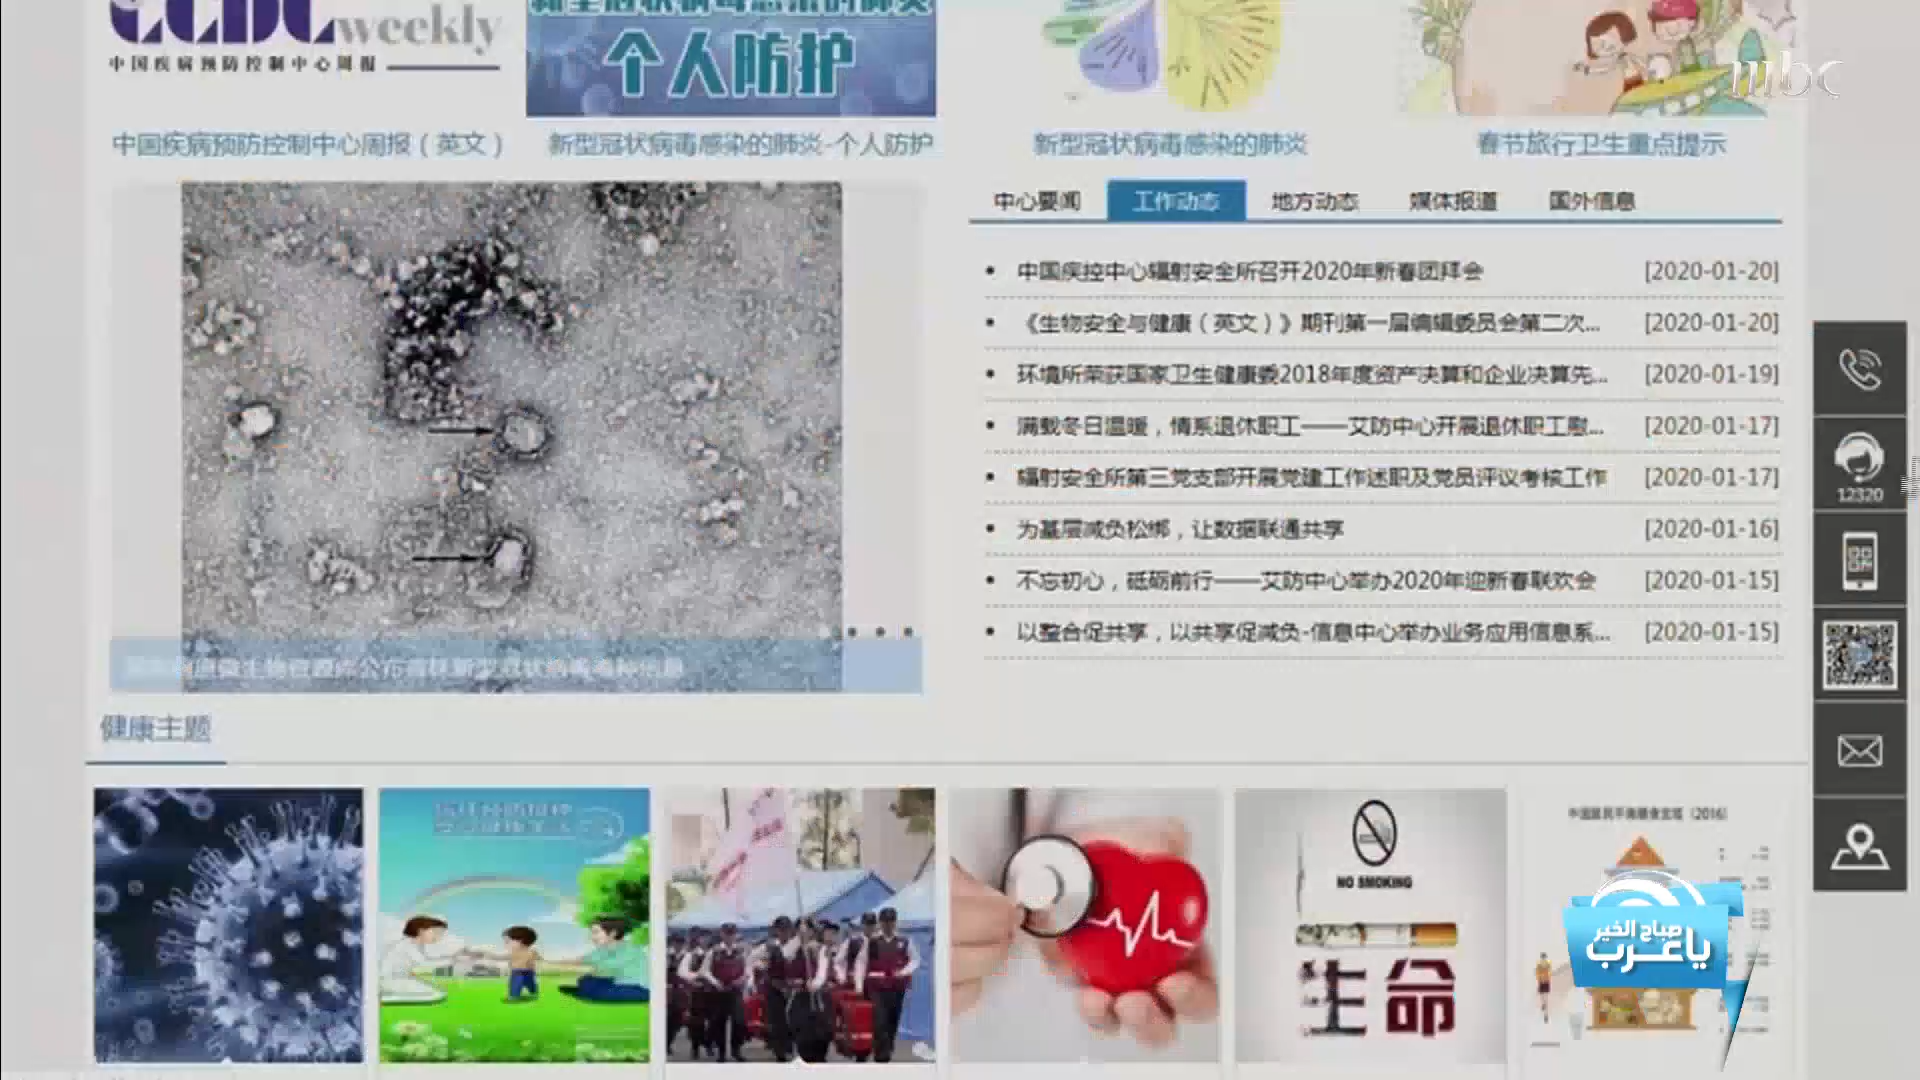 CCDC weekly
中国疾病预防控制中心周报
个人防护
mbc
中国疾病预防控制中心周报（英文）
新型冠状病毒感染的肺炎-个人防护
新型冠状病毒感染的肺炎
春节旅行卫生重点提示
中心要闻 工作动态 地方动态 媒体报道 国外信息
• 中国疾控中心辐射安全所召开2020年新春团拜会 [2020-01-20]
• 《生物安全与健康（英文）》期刊第一届编辑委员会第二次... [2020-01-20]
• 环境所荣获国家卫生健康委2018年度资产决算和企业决算先... [2020-01-19]
• 满载冬日温暖，情系退休职工——艾防中心开展退休职工慰... [2020-01-17]
• 辐射安全所第三党支部开展党建工作述职及党员评议考核工作 [2020-01-17]
• 为基层减负松绑，让数据联通共享 [2020-01-16]
• 不忘初心，砥砺前行——艾防中心举办2020年迎新春联欢会 [2020-01-15]
• 以整合促共享，以共享促减负-信息中心举办业务应用信息系... [2020-01-15]
12320
健康主题
NO SMOKING
生命
中国居民平衡膳食宝塔（2016）
صباح الخير
يا عرب